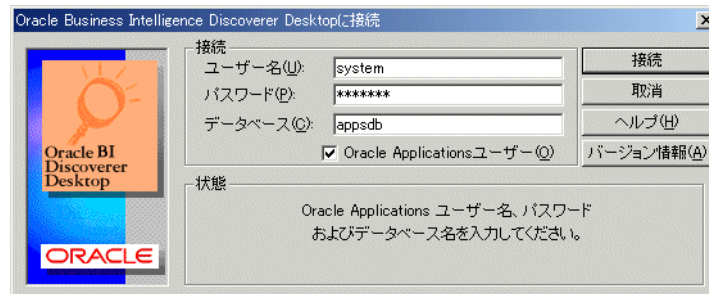 Oracle Business Intelligence Discoverer Desktopに接続
接続
ユーザー名(U): system
パスワード(P): *******
データベース(C): appsdb
Oracle Applicationsユーザー(O)
接続
取消
ヘルプ(H)
バージョン情報(A)
Oracle BI
Discoverer
Desktop
ORACLE
状態
Oracle Applications ユーザー名、パスワード
およびデータベース名を入力してください。